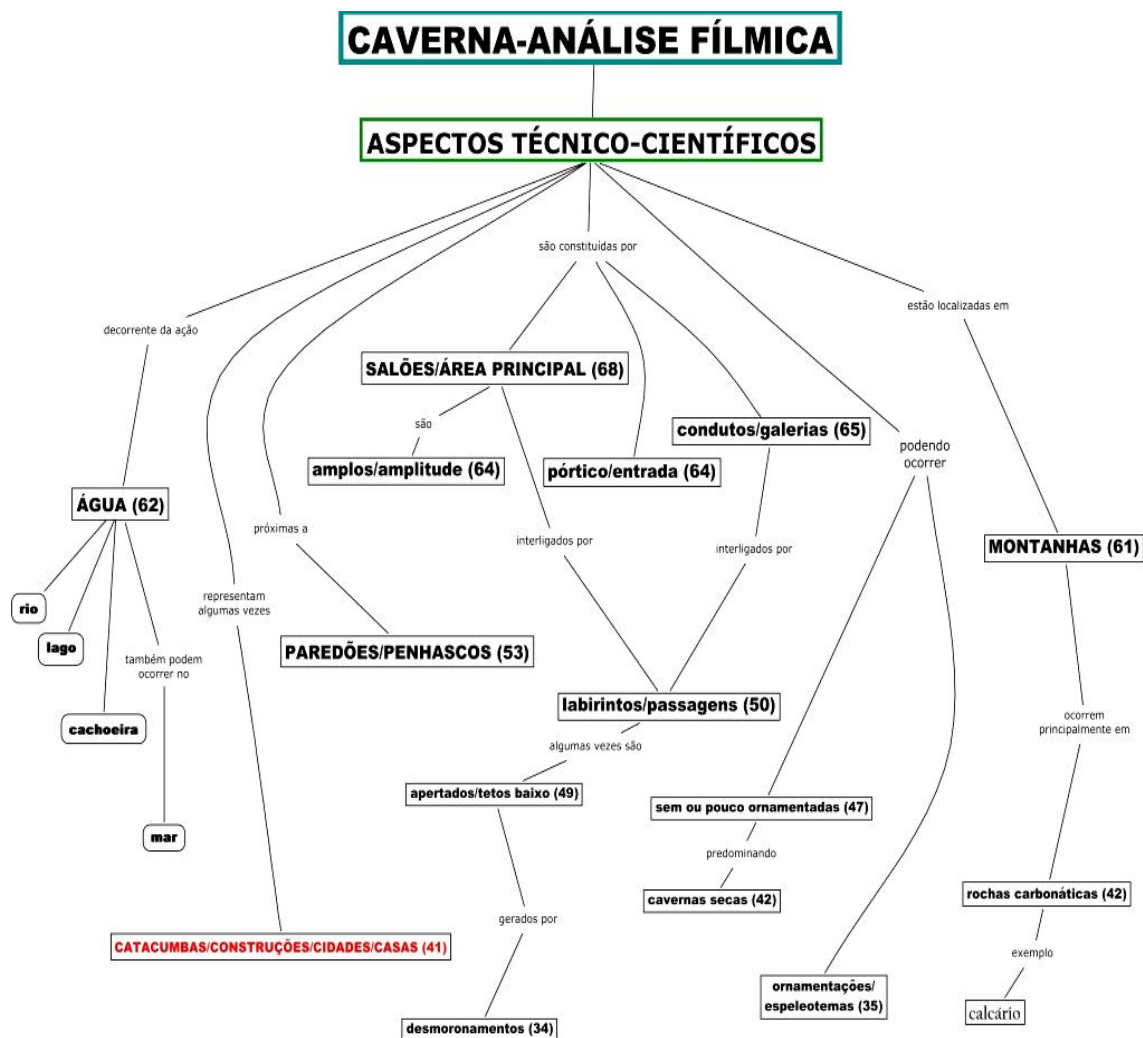 CAVERNA-ANÁLISE FÍLMICA
ASPECTOS TÉCNICO-CIENTÍFICOS
são constituídas por
estão localizadas em
decorrente da ação
SALÕES/ÁREA PRINCIPAL (68)
são
condutos/galerias (65)
podendo
ocorrer
amplos/amplitude (64)
pórtico/entrada (64)
ÁGUA (62)
próximas a
interligados por
interligados por
MONTANHAS (61)
rio
representam
algumas vezes
lago
também podem
ocorrer no
PAREDÕES/PENHASCOS (53)
labirintos/passagens (50)
cachoeira
ocorrem
principalmente em
algumas vezes são
apertados/tetos baixo (49)
sem ou pouco ornamentadas (47)
mar
predominando
cavernas secas (42)
rochas carbonáticas (42)
gerados por
CATACUMBAS/CONSTRUÇÕES/CIDADES/CASAS (41)
exemplo
ornamentações/
espeleotemas (35)
calcário
desmoronamentos (34)